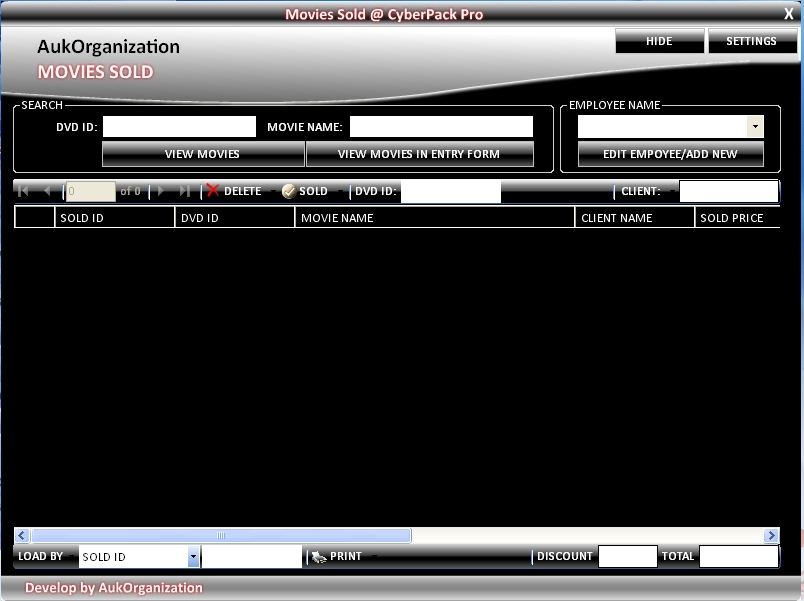 Movies Sold @ CyberPack Pro X
AukOrganization
HIDE SETTINGS
MOVIES SOLD
SEARCH
EMPLOYEE NAME
DVD ID: MOVIE NAME:
VIEW MOVIES VIEW MOVIES IN ENTRY FORM EDIT EMPOYEE/ADD NEW
0 of 0 DELETE SOLD DVD ID: CLIENT:
SOLD ID DVD ID MOVIE NAME CLIENT NAME SOLD PRICE
LOAD BY SOLD ID PRINT DISCOUNT TOTAL
Develop by AukOrganization